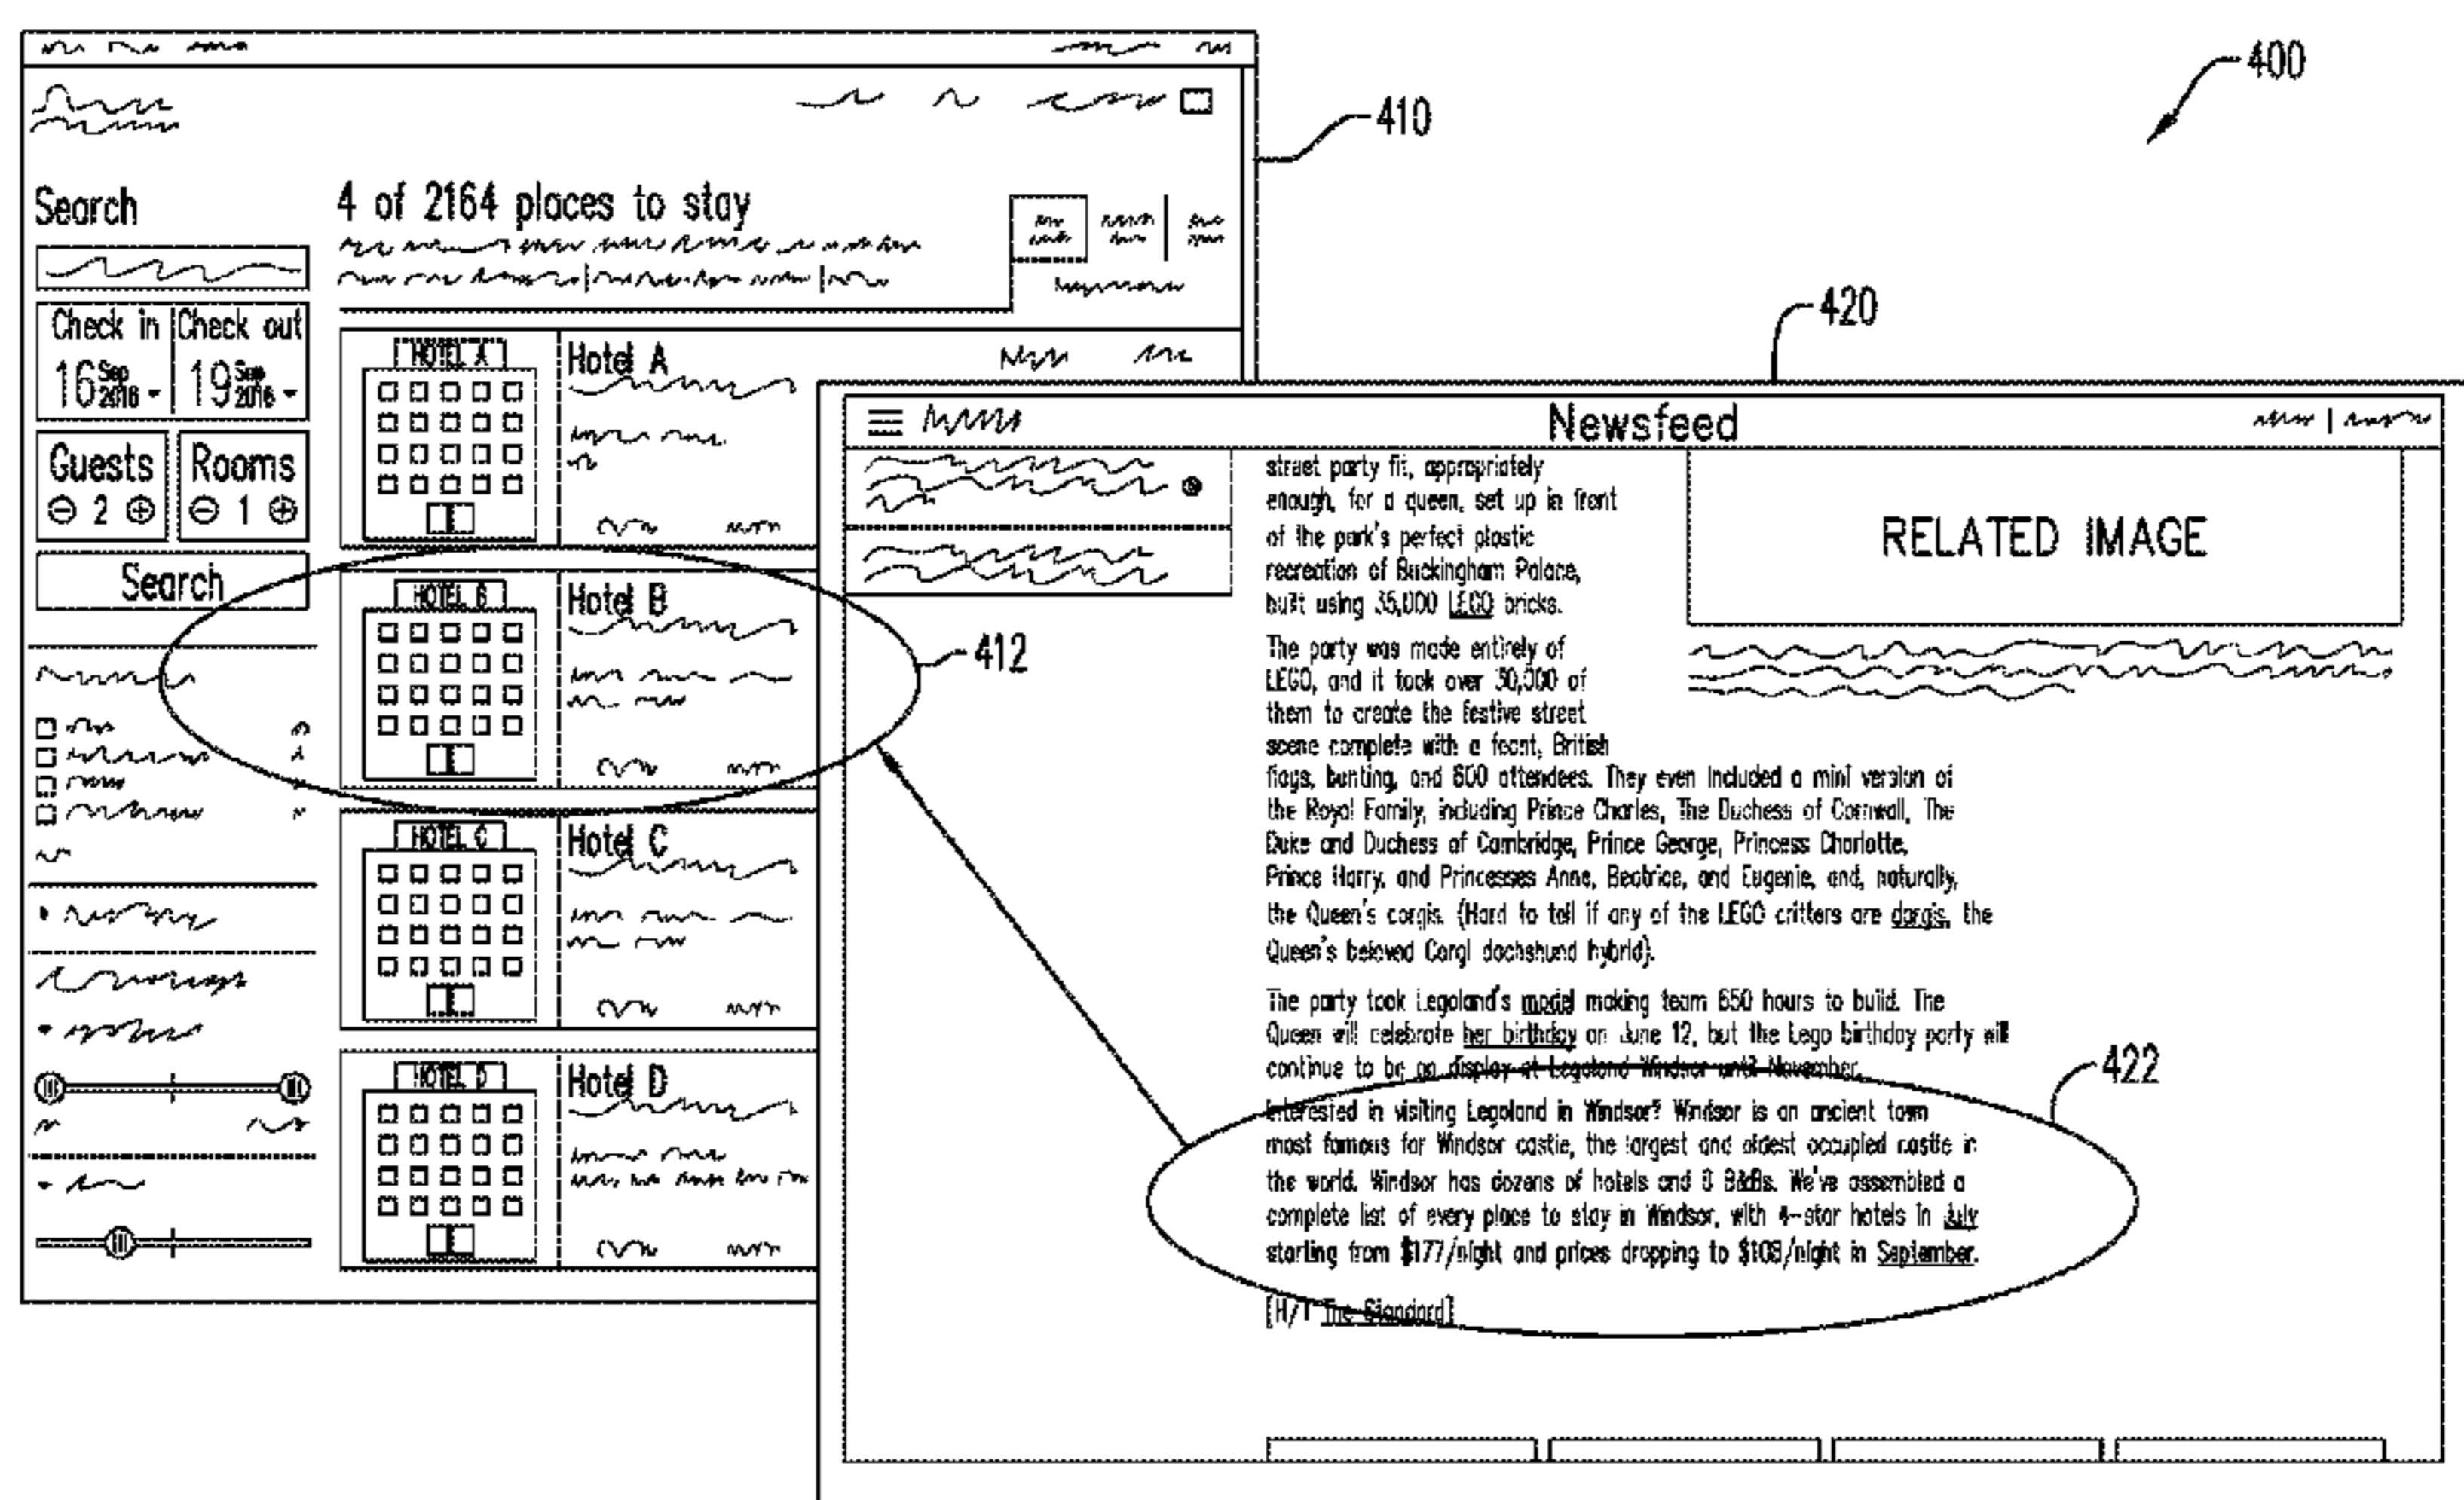 400
410
Search
4 of 2164 places to stay
Check in Check out
16 Sep 2016 19 Sep 2016
Guests Rooms
2 1
Search
HOTEL A
Hotel A
HOTEL B
Hotel B
412
HOTEL C
Hotel C
HOTEL D
Hotel D
420
Newsfeed
street party fit, appropriately
enough, for a queen, set up in front
of the park's perfect plastic
recreation of Buckingham Palace,
built using 35,000 LEGO bricks.
RELATED IMAGE
The party was made entirely of
LEGO, and it took over 30,000 of
them to create the festive street
scene complete with a feast, British
flags, bunting, and 600 attendees. They even included a mini version of
the Royal Family, including Prince Charles, The Duchess of Cornwall, The
Duke and Duchess of Cambridge, Prince George, Princess Charlotte,
Prince Harry, and Princesses Anne, Beatrice, and Eugenie, and, naturally,
the Queen's corgis. (Hard to tell if any of the LEGO critters are dorgis, the
Queen's beloved Corgi dachshund hybrid).
The party took Legoland's model making team 650 hours to build. The
Queen will celebrate her birthday on June 12, but the Lego birthday party will
continue to be on display at Legoland Windsor until November.
422
Interested in visiting Legoland in Windsor? Windsor is an ancient town
most famous for Windsor castle, the largest and oldest occupied castle in
the world. Windsor has dozens of hotels and B&Bs. We've assembled a
complete list of every place to stay in Windsor, with 4-star hotels in July
starting from $177/night and prices dropping to $109/night in September.
[H/T The Standard]